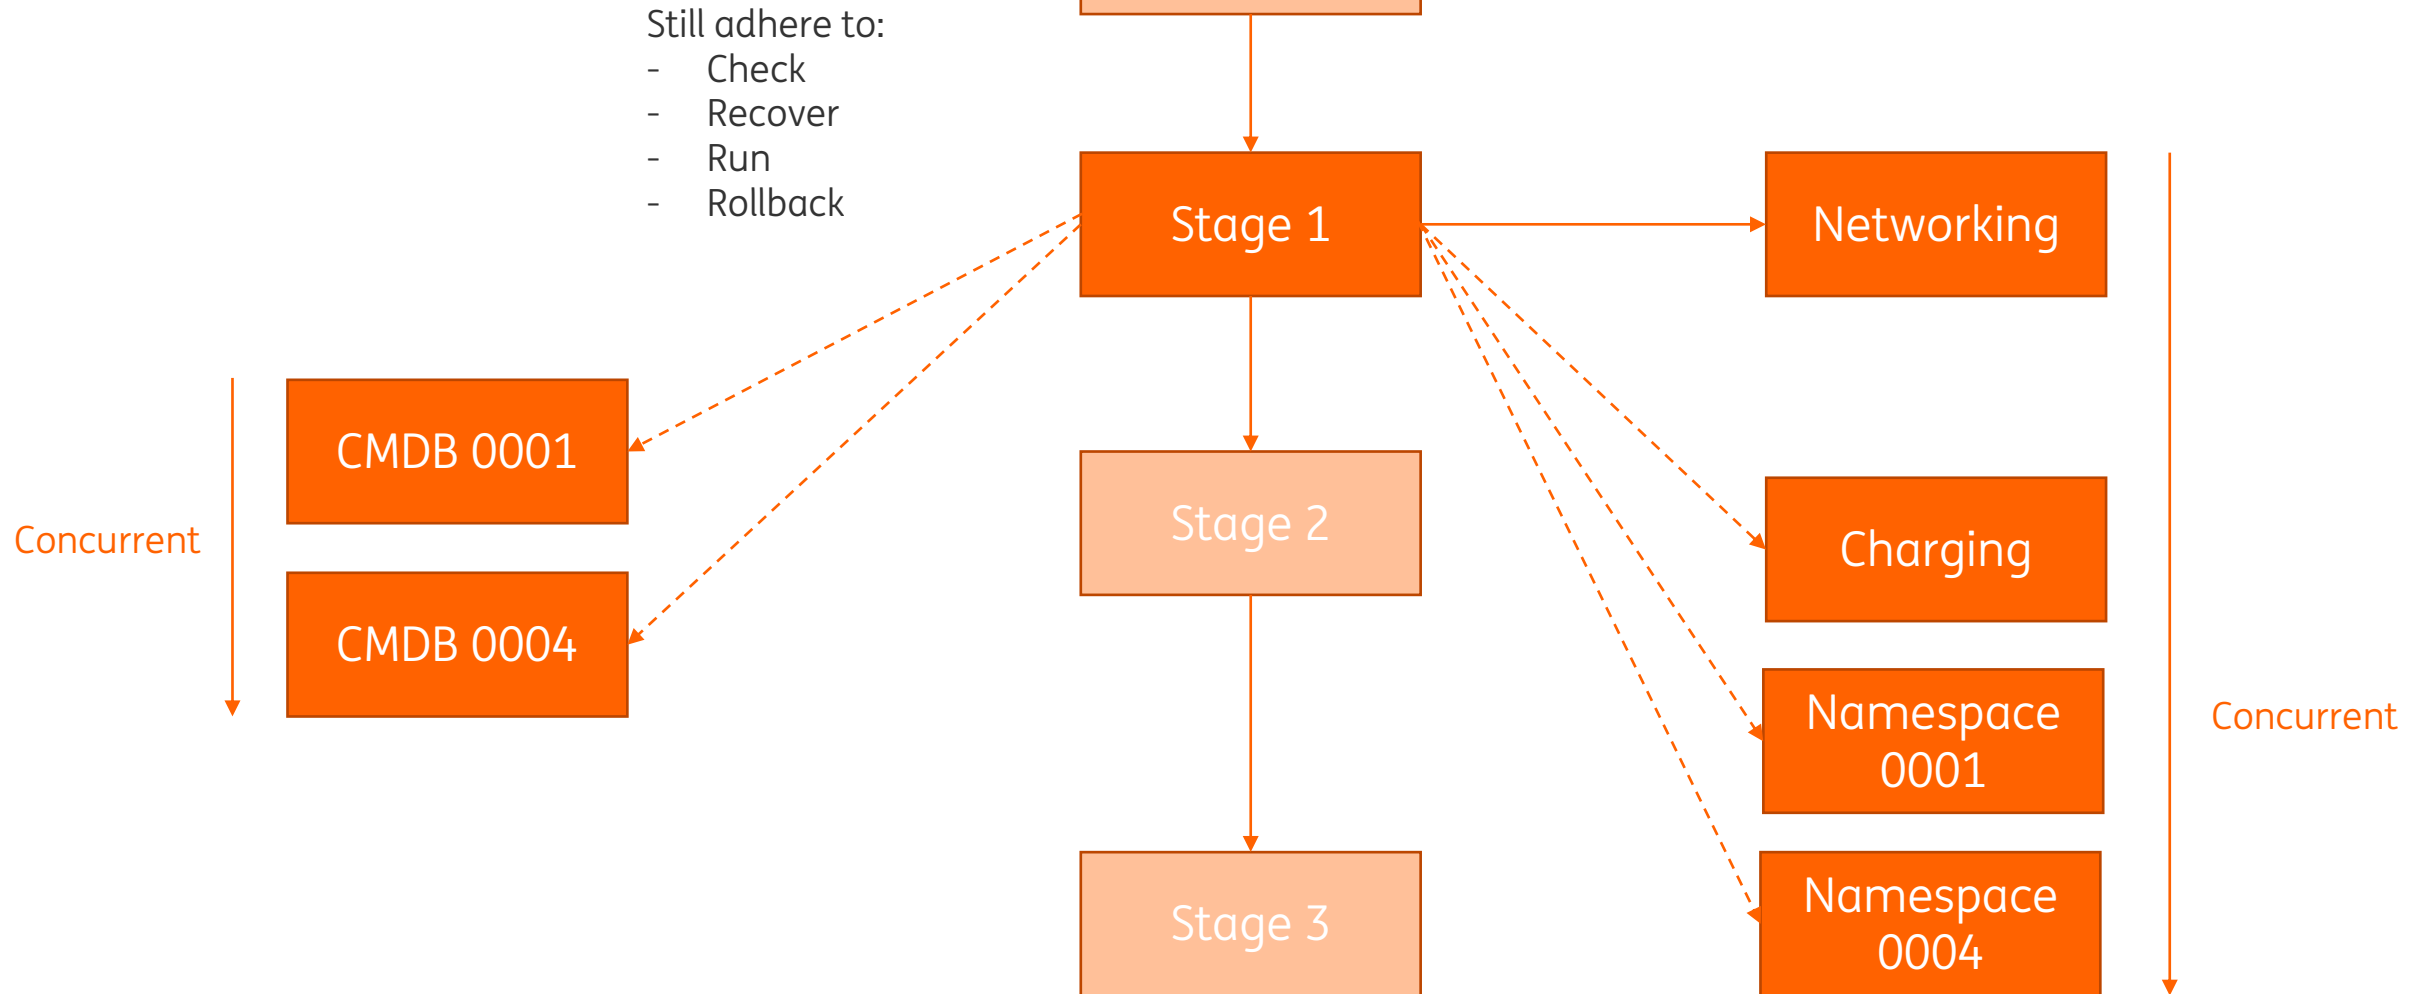 Still adhere to:
- Check
- Recover
- Run
- Rollback
Stage 1
Networking
CMDB 0001
Concurrent
CMDB 0004
Stage 2
Charging
Namespace
0001
Concurrent
Stage 3
Namespace
0004